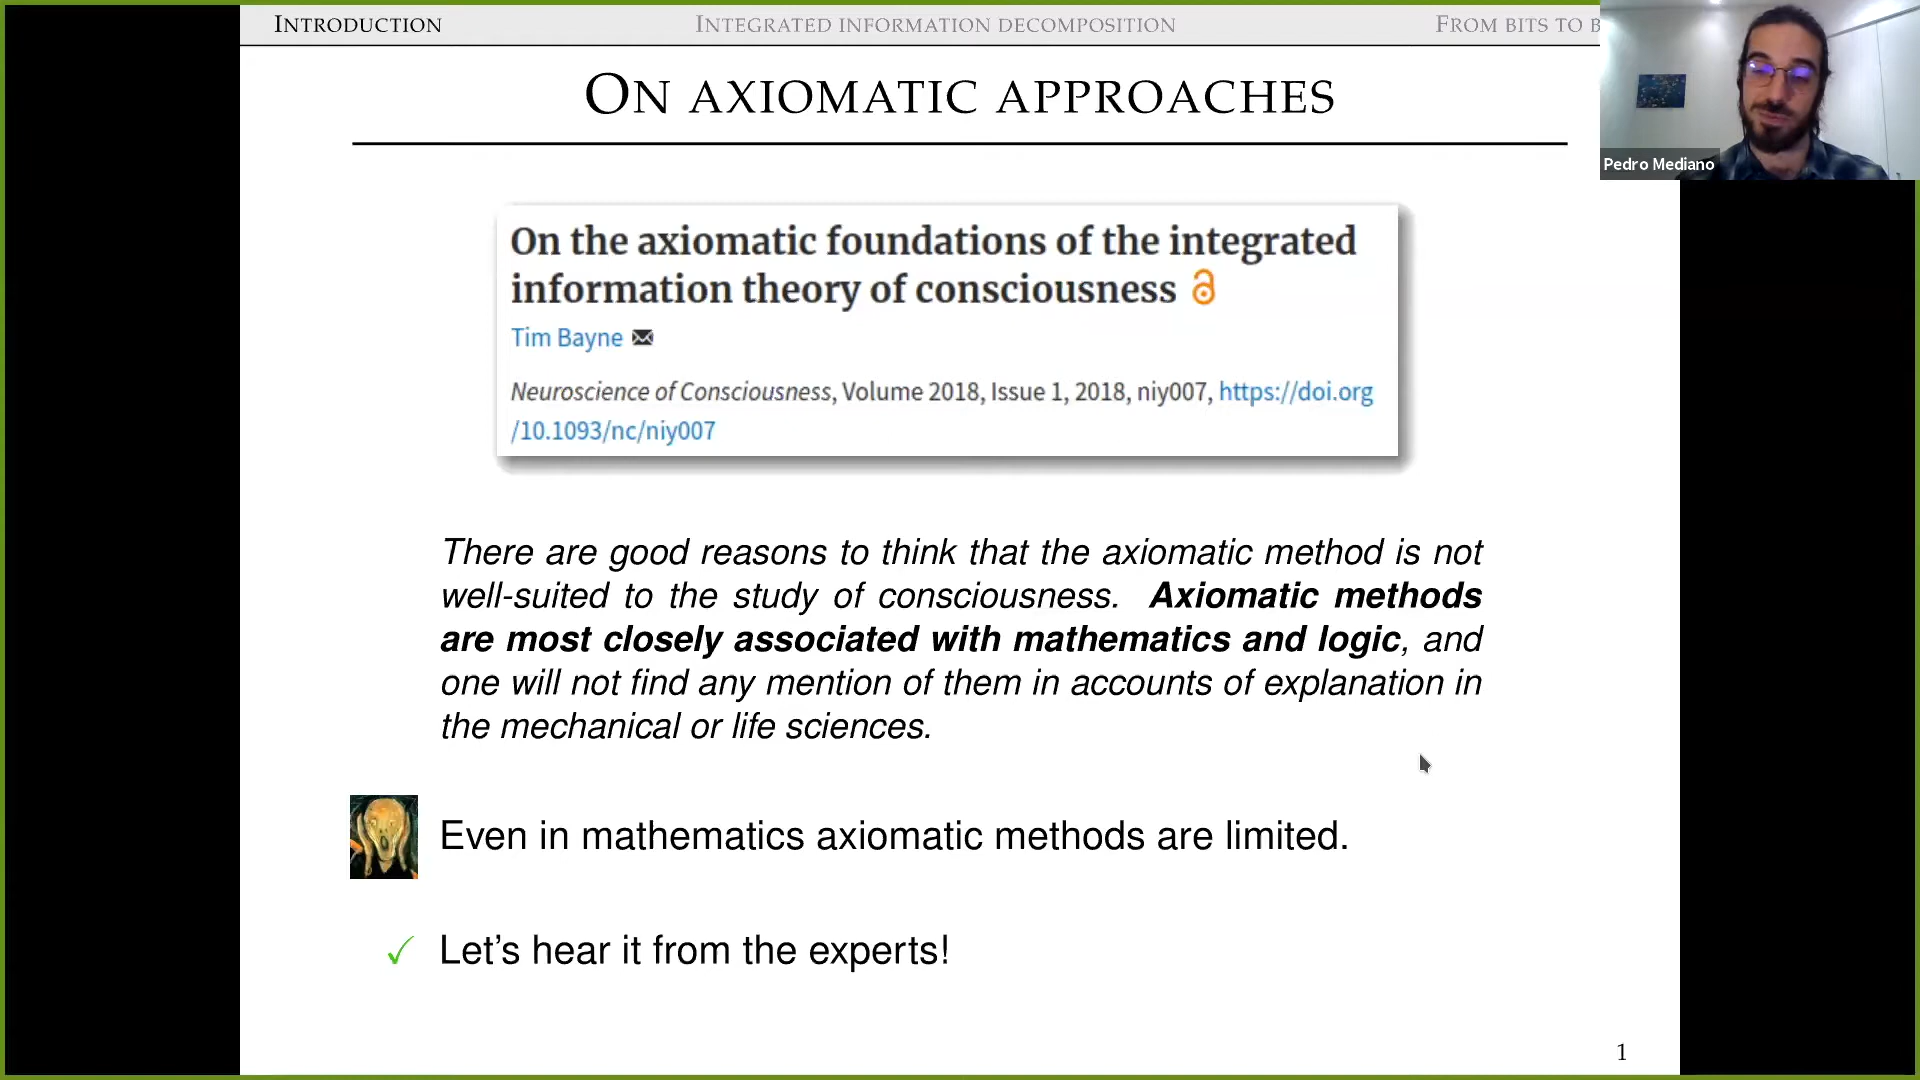 INTRODUCTION
INTEGRATED INFORMATION DECOMPOSITION
FROM BITS TO B
ON AXIOMATIC APPROACHES
Pedro Mediano
On the axiomatic foundations of the integrated
information theory of consciousness
Tim Bayne
Neuroscience of Consciousness, Volume 2018, Issue 1, 2018, niy007, https://doi.org
/10.1093/nc/niy007
There are good reasons to think that the axiomatic method is not
well-suited to the study of consciousness. Axiomatic methods
are most closely associated with mathematics and logic, and
one will not find any mention of them in accounts of explanation in
the mechanical or life sciences.
Even in mathematics axiomatic methods are limited.
✓ Let's hear it from the experts!
1